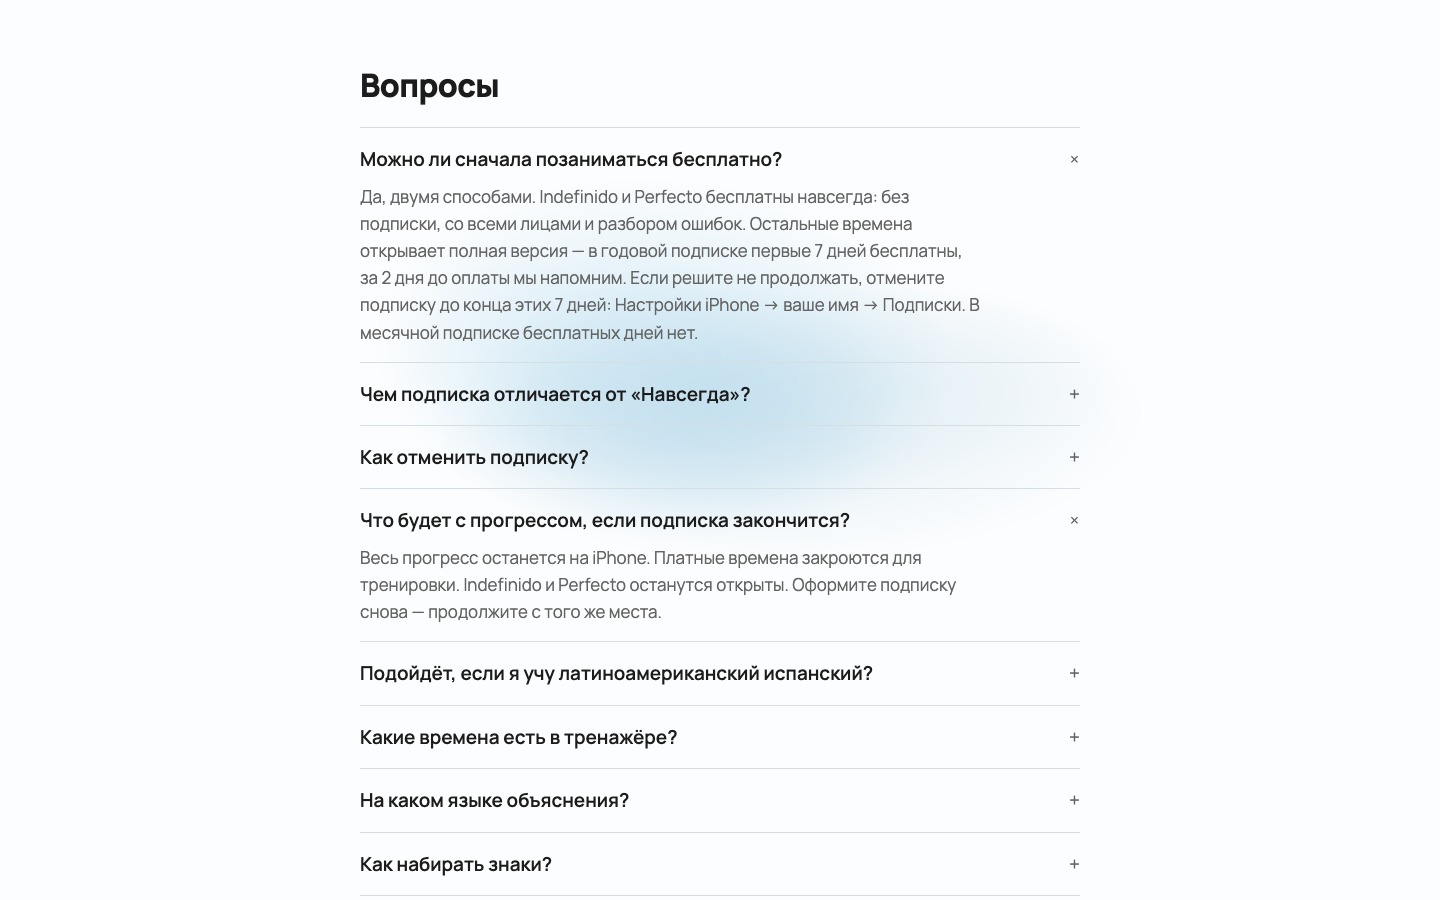 Вопросы
Можно ли сначала позаниматься бесплатно? ×
Да, двумя способами. Indefinido и Perfecto бесплатны навсегда: без
подписки, со всеми лицами и разбором ошибок. Остальные времена
открывает полная версия — в годовой подписке первые 7 дней бесплатны,
за 2 дня до оплаты мы напомним. Если решите не продолжать, отмените
подписку до конца этих 7 дней: Настройки iPhone → ваше имя → Подписки. В
месячной подписке бесплатных дней нет.
Чем подписка отличается от «Навсегда»? +
Как отменить подписку? +
Что будет с прогрессом, если подписка закончится? ×
Весь прогресс останется на iPhone. Платные времена закроются для
тренировки. Indefinido и Perfecto останутся открыты. Оформите подписку
снова — продолжите с того же места.
Подойдёт, если я учу латиноамериканский испанский? +
Какие времена есть в тренажёре? +
На каком языке объяснения? +
Как набирать знаки? +